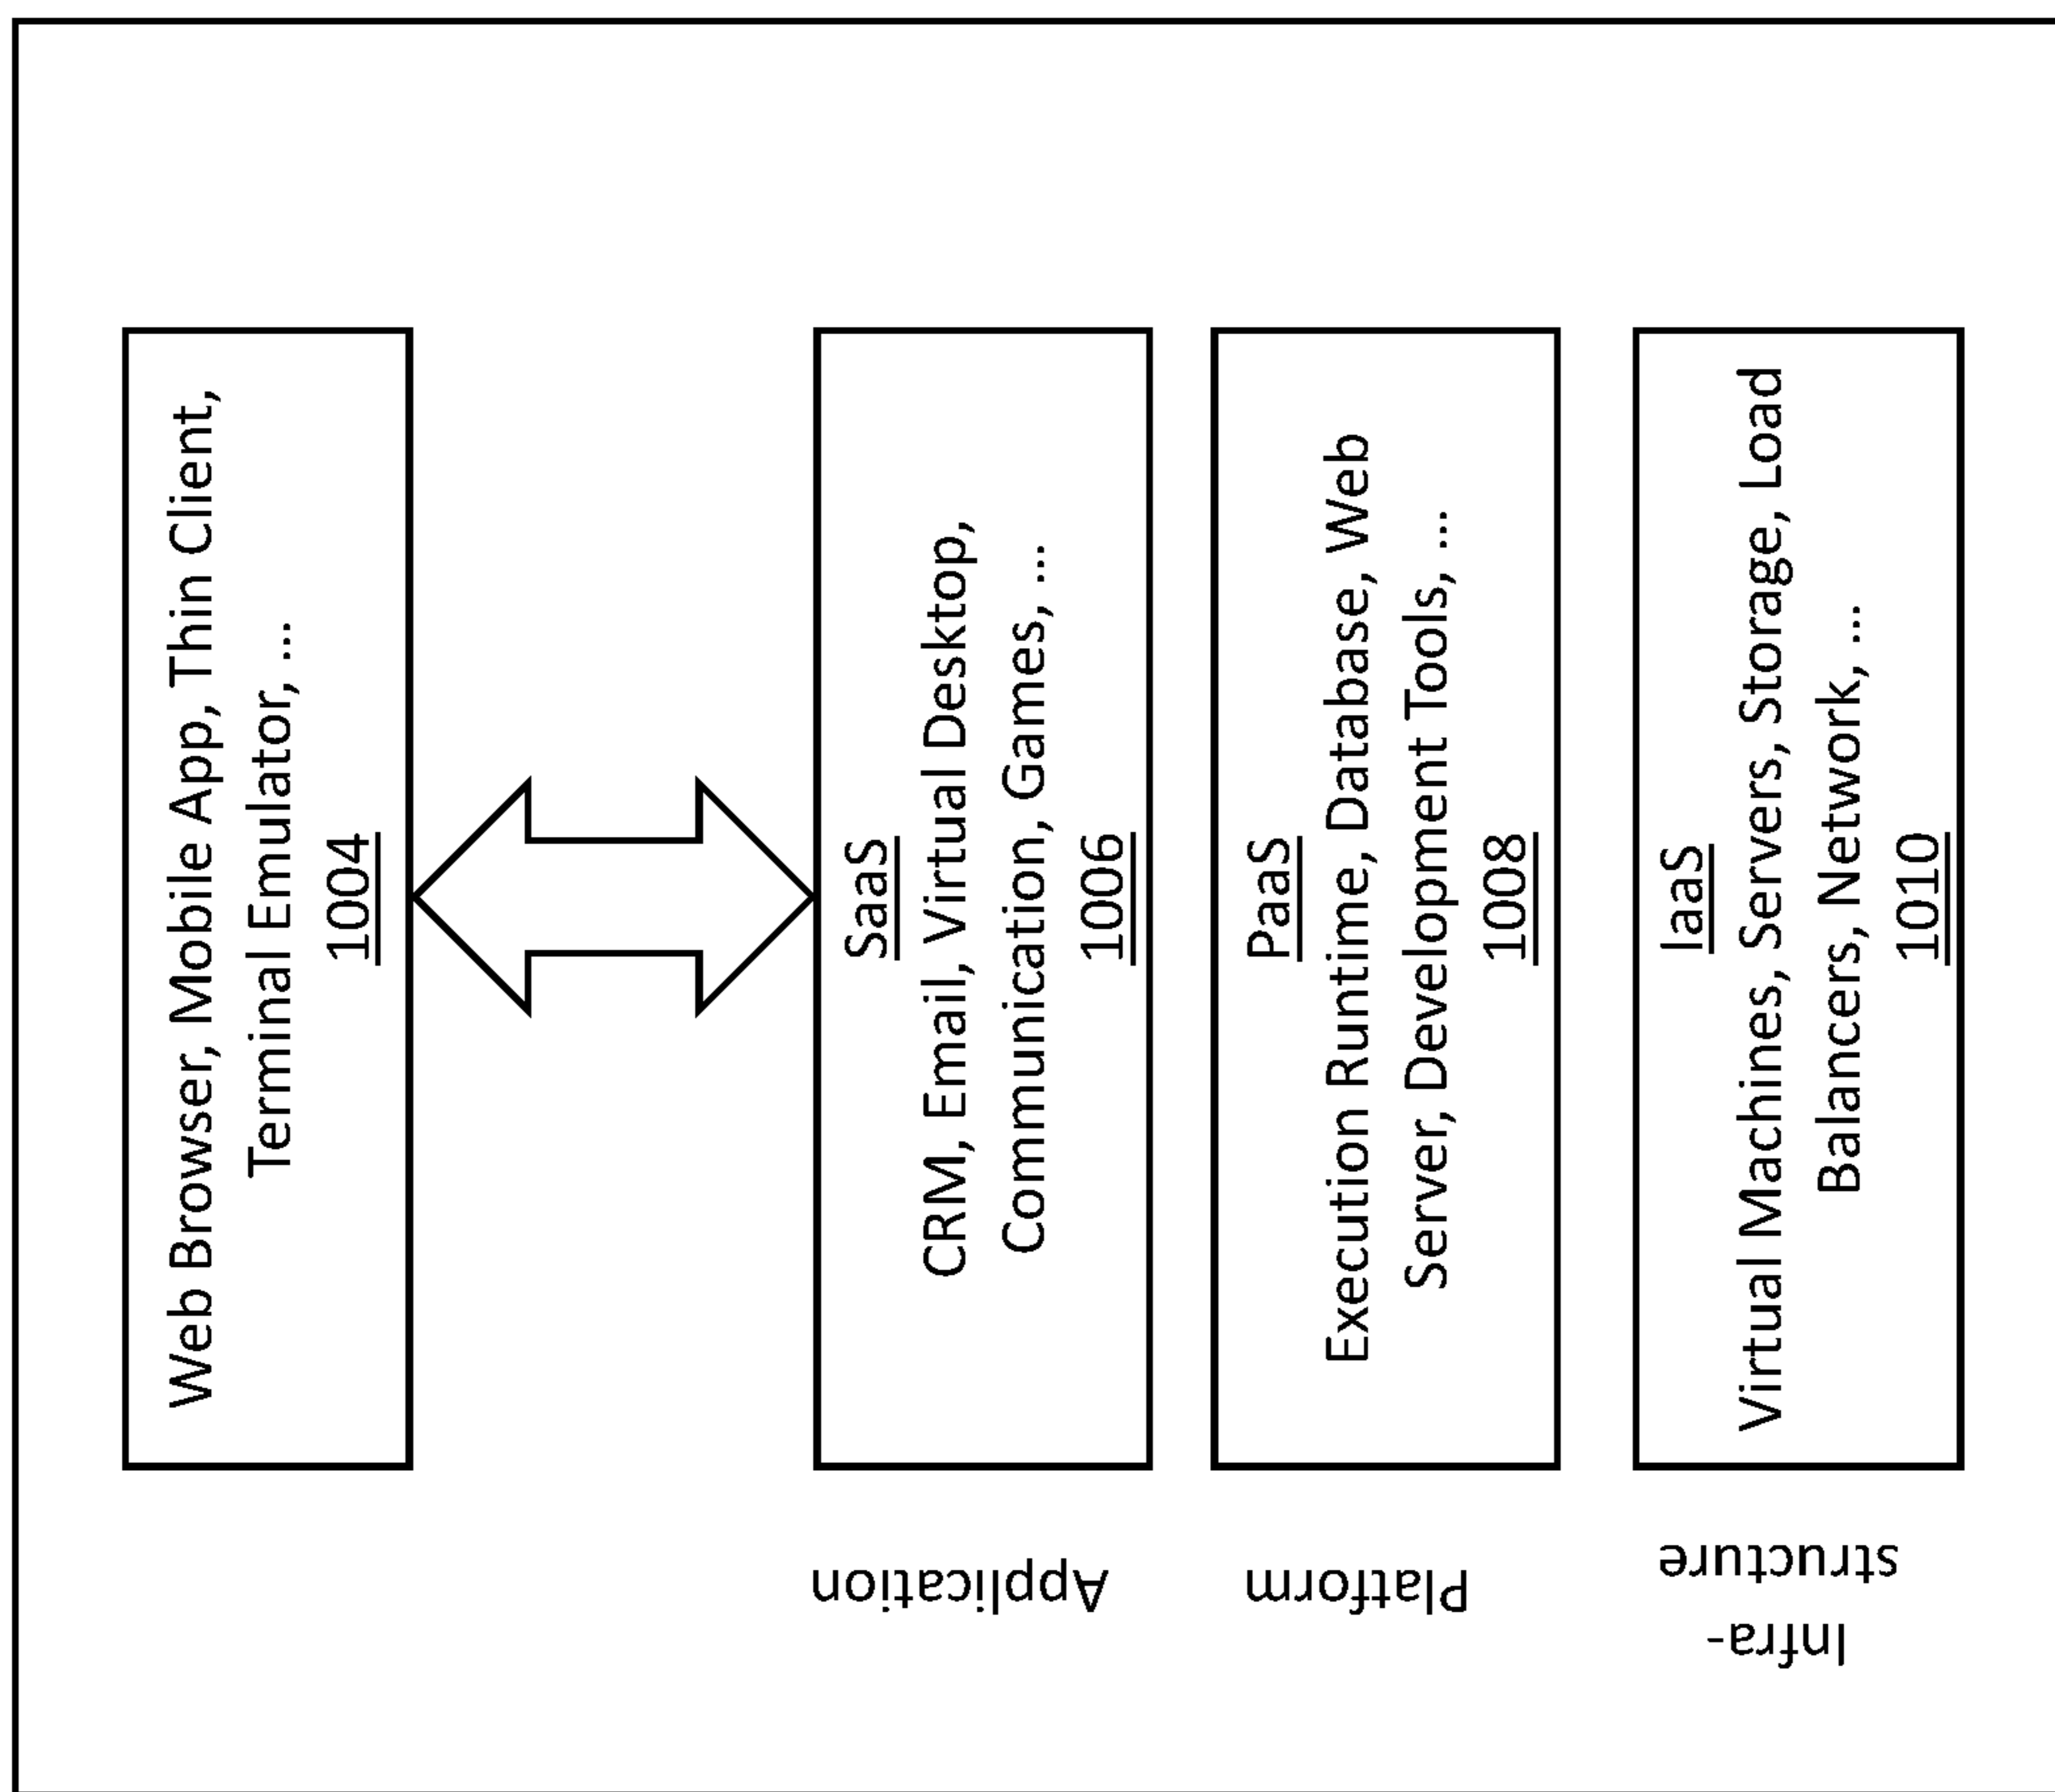 Web Browser, Mobile App, Thin Client,
Terminal Emulator, ...
1004
Application
SaaS
CRM, Email, Virtual Desktop,
Communication, Games, ...
1006
Platform
PaaS
Execution Runtime, Database, Web
Server, Development Tools, ...
1008
Infra-
structure
IaaS
Virtual Machines, Servers, Storage, Load
Balancers, Network, ...
1010